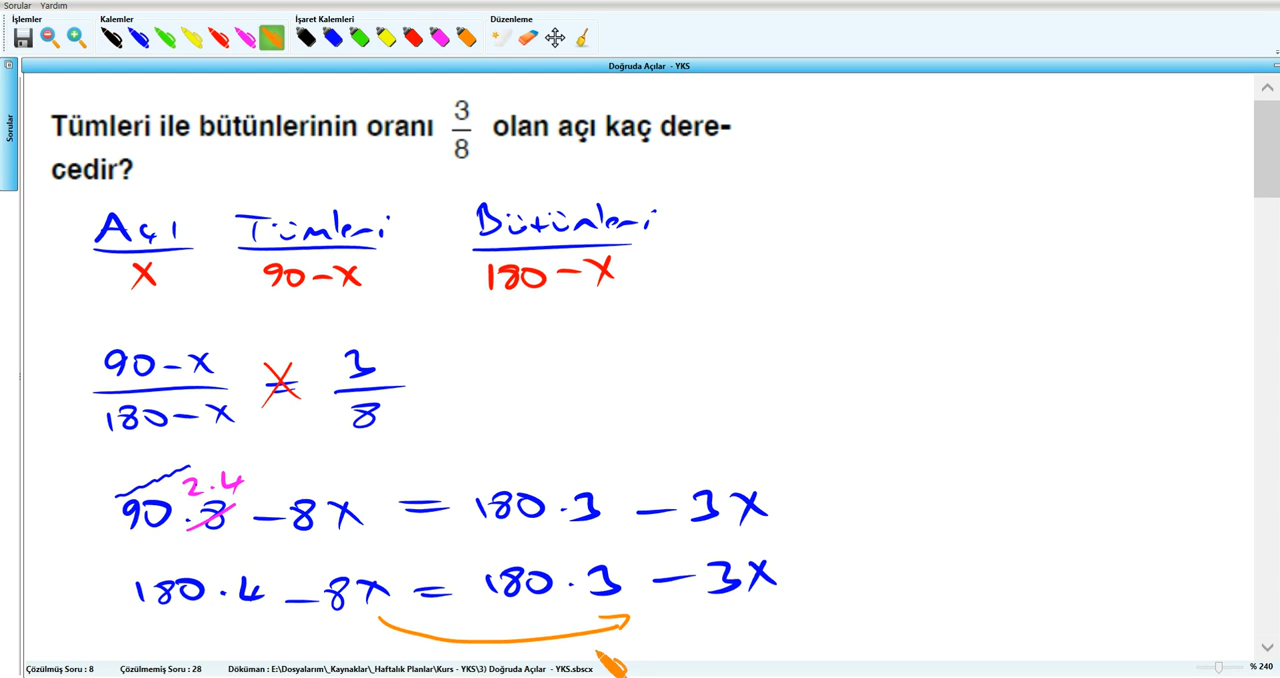 Sorular Yardım
İşlemler Kalemler İşaret Kalemleri Düzenleme
Doğruda Açılar - YKS
Sorular
Tümleri ile bütünlerinin oranı 3/8 olan açı kaç dere-
cedir?
Açı Tümleri Bütünleri
x 90-x 180-x
90-x/180-x = 3/8
2.4
90.8 - 8x = 180.3 - 3x
180.4 - 8x = 180.3 - 3x
Çözülmüş Soru : 8 Çözülmemiş Soru : 28 Döküman : E:\Dosyalarım\_Kaynaklar\_Haftalık Planlar\Kurs - YKS\3) Doğruda Açılar - YKS.sbscx % 240